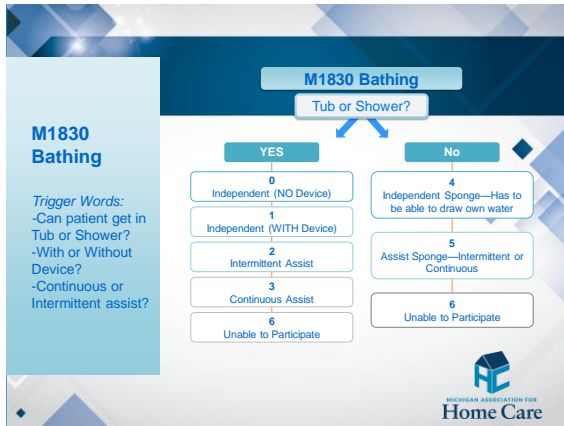 M1830 Bathing
Tub or Shower?
M1830
Bathing
Trigger Words:
-Can patient get in
Tub or Shower?
-With or Without
Device?
-Continuous or
Intermittent assist?
YES
0
Independent (NO Device)
1
Independent (WITH Device)
2
Intermittent Assist
3
Continuous Assist
6
Unable to Participate
No
4
Independent Sponge—Has to
be able to draw own water
5
Assist Sponge—Intermittent or
Continuous
6
Unable to Participate
MICHIGAN ASSOCIATION FOR
Home Care